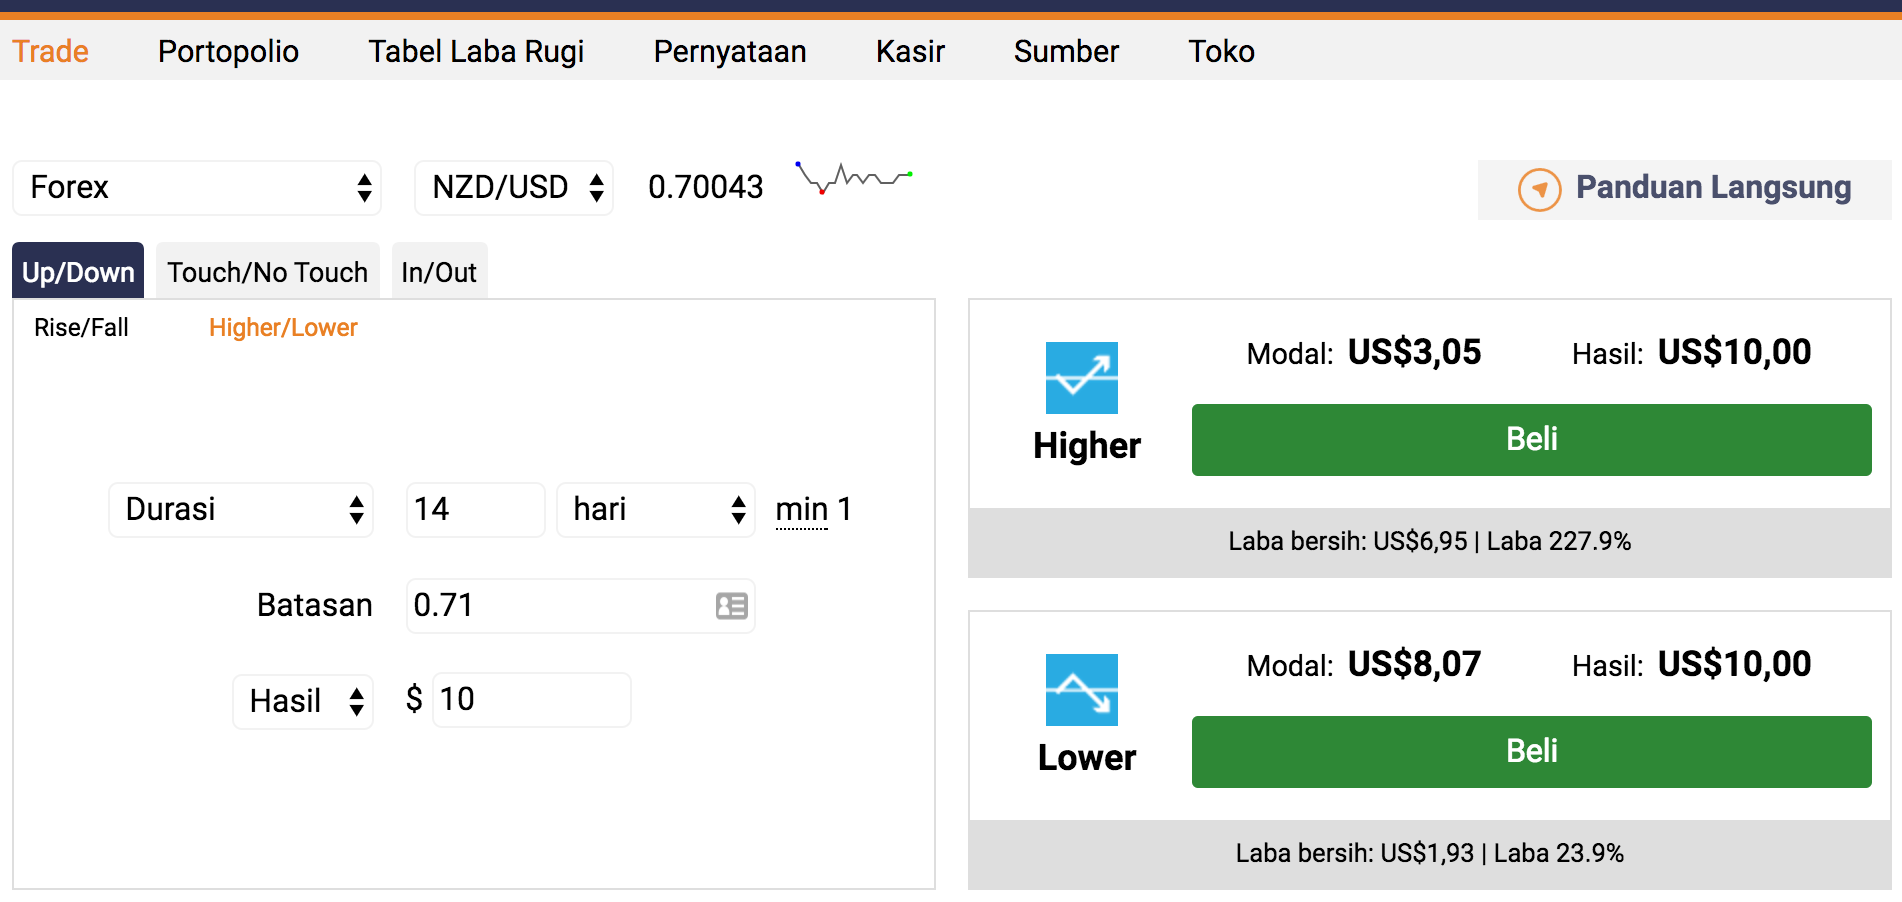 Trade Portopolio Tabel Laba Rugi Pernyataan Kasir Sumber Toko
Forex NZD/USD 0.70043 Panduan Langsung
Up/Down Touch/No Touch In/Out
Rise/Fall Higher/Lower
Durasi 14 hari min 1
Batasan 0.71
Hasil $ 10
Modal: US$3,05 Hasil: US$10,00
Higher Beli
Laba bersih: US$6,95 | Laba 227.9%
Modal: US$8,07 Hasil: US$10,00
Lower Beli
Laba bersih: US$1,93 | Laba 23.9%